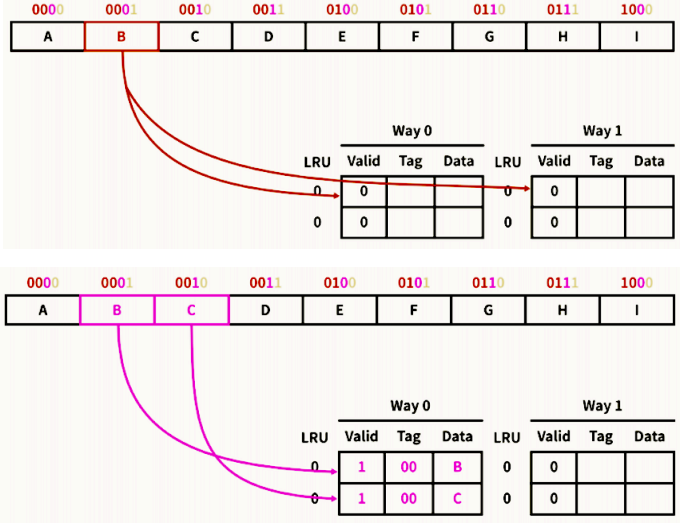 0000 0001 0010 0011 0100 0101 0110 0111 1000
A B C D E F G H I
Way 0 Way 1
LRU Valid Tag Data LRU Valid Tag Data
0 0 0 0
0 0 0 0
0000 0001 0010 0011 0100 0101 0110 0111 1000
A B C D E F G H I
Way 0 Way 1
LRU Valid Tag Data LRU Valid Tag Data
0 1 00 B 0 0
0 1 00 C 0 0